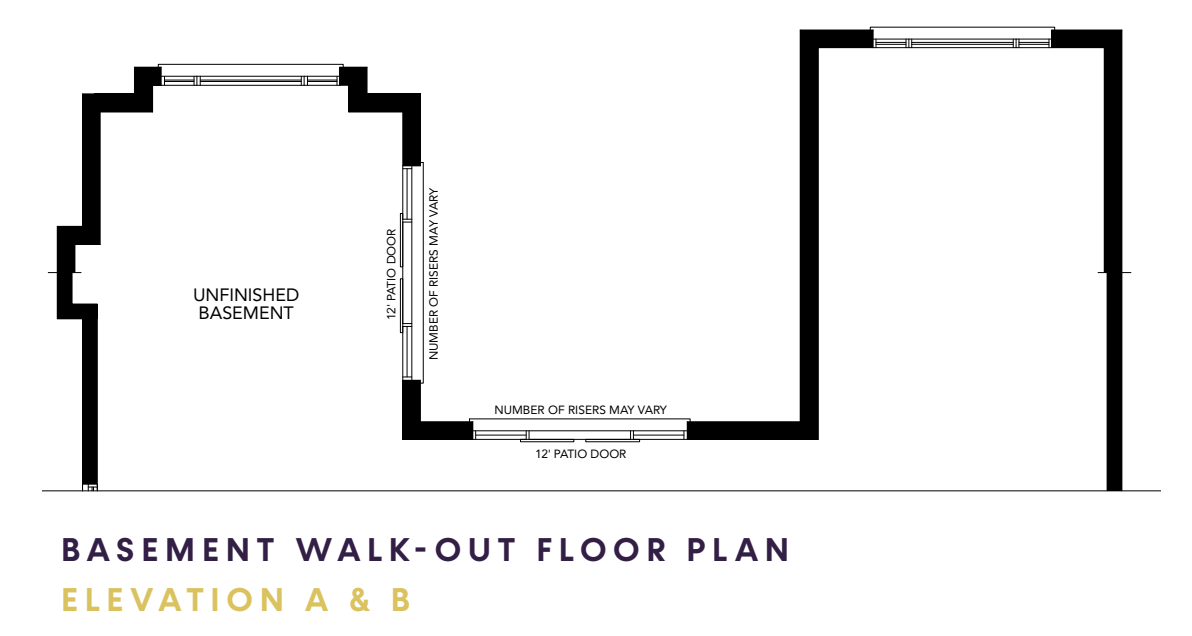 UNFINISHED
BASEMENT
12' PATIO DOOR
NUMBER OF RISERS MAY VARY
NUMBER OF RISERS MAY VARY
12' PATIO DOOR
BASEMENT WALK-OUT FLOOR PLAN
ELEVATION A & B